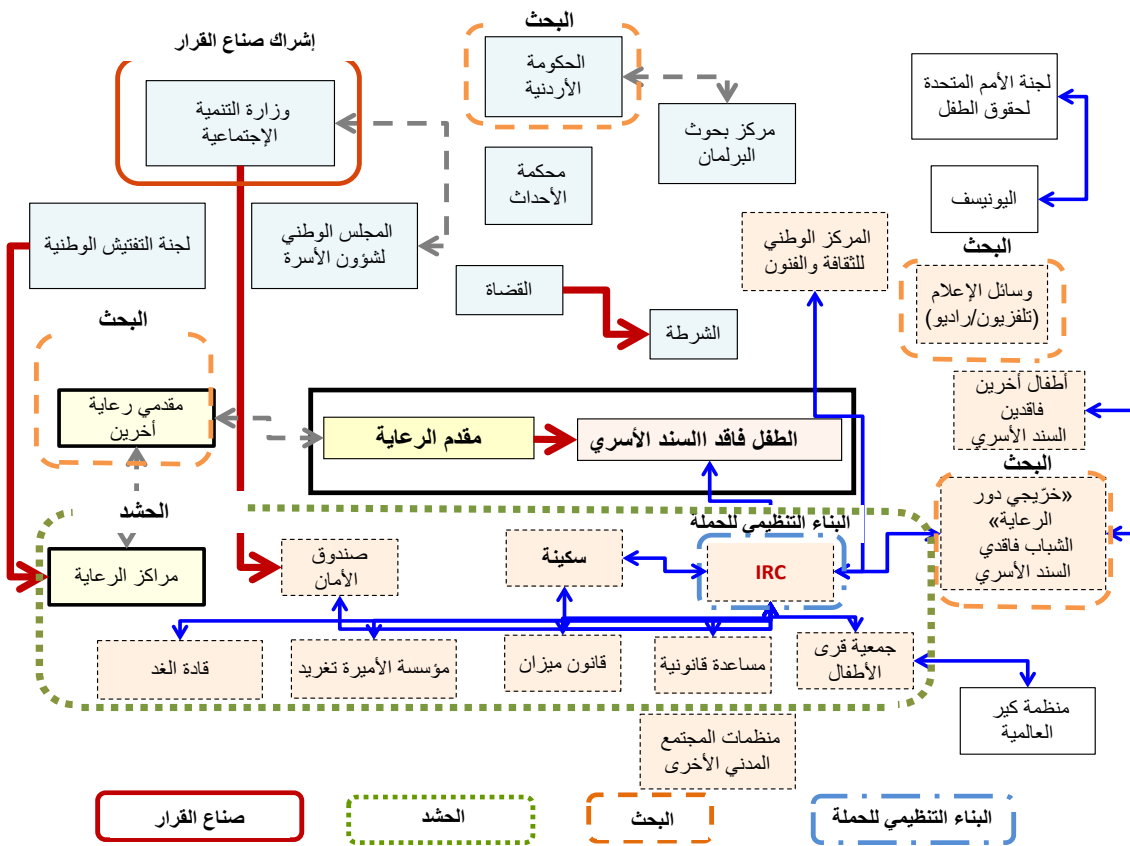 البحث
إشراك صناع القرار
الحكومة
الأردنية
وزارة التنمية
الإجتماعية
لجنة الأمم المتحدة
لحقوق الطفل
مركز بحوث
البرلمان
محكمة
الأحداث
اليونيسف
المركز الوطني
للثقافة والفنون
المجلس الوطني
لشؤون الأسرة
لجنة التفتيش الوطنية
البحث
وسائل الإعلام
(تلفزيون/راديو)
القضاة
الشرطة
البحث
مقدمي رعاية
أخرين
أطفال أخرين
فاقدين
السند الأسري
الطفل فاقد االسند الأسري
مقدم الرعاية
البحث
«خرّيجي دور
الرعاية»
الشباب فاقدي
السند الأسري
الحشد
البناء التنظيمي للحملة
مراكز الرعاية
صندوق
الأمان
سكينة
IRC
جمعية قرى
الأطفال
مساعدة قانونية
قانون ميزان
مؤسسة الأميرة تغريد
قادة الغد
منظمة كير
العالمية
منظمات المجتمع
المدني الأخرى
البناء التنظيمي للحملة
البحث
الحشد
صناع القرار